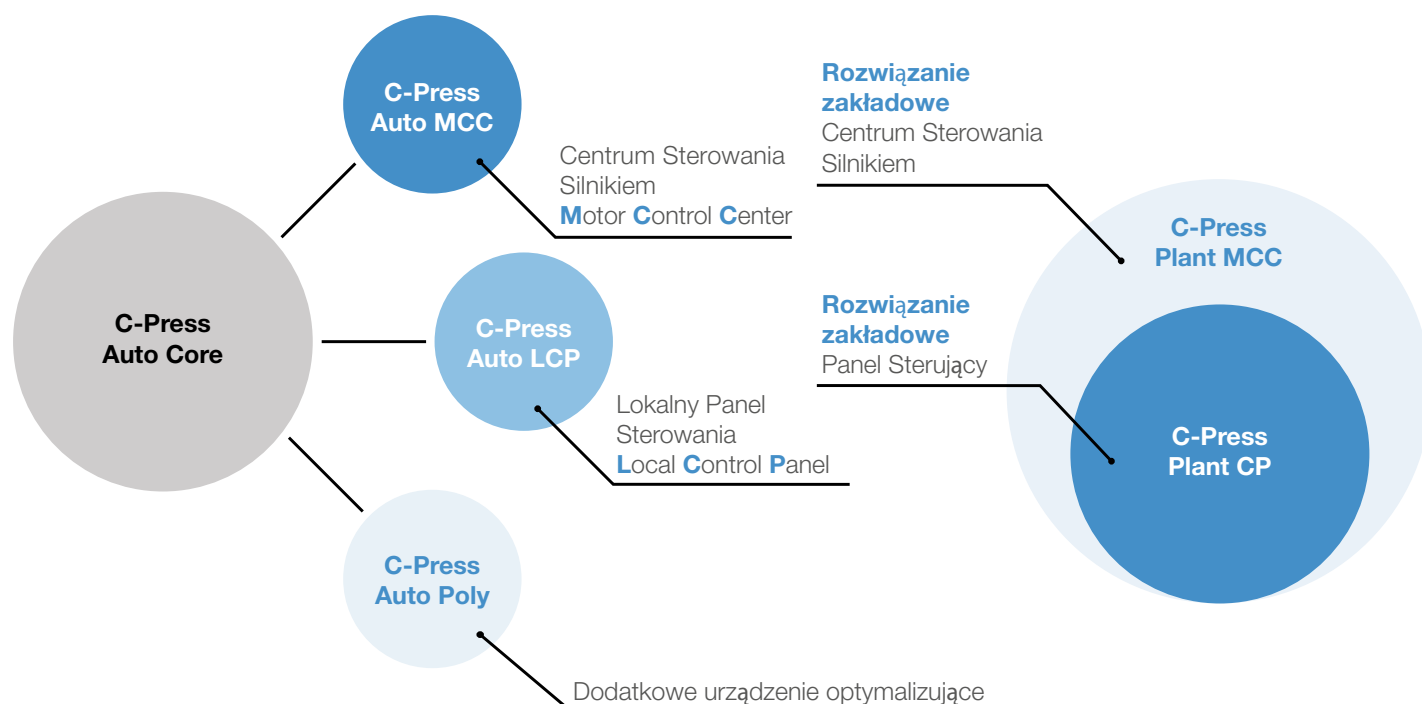 C-Press
Auto MCC
Centrum Sterowania
Silnikiem
Motor Control Center
C-Press
Auto Core
C-Press
Auto LCP
Lokalny Panel
Sterowania
Local Control Panel
C-Press
Auto Poly
Dodatkowe urządzenie optymalizujące
Rozwiązanie
zakładowe
Centrum Sterowania
Silnikiem
C-Press
Plant MCC
Rozwiązanie
zakładowe
Panel Sterujący
C-Press
Plant CP